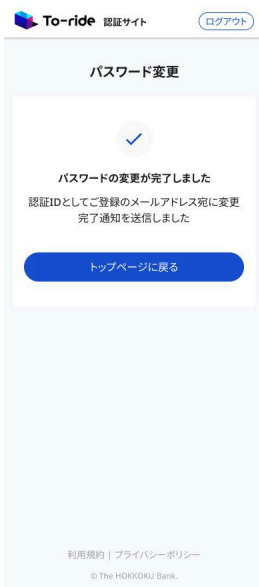 To-ride 認証サイト ログアウト
パスワード変更
パスワードの変更が完了しました
認証IDとしてご登録のメールアドレス宛に変更
完了通知を送信しました
トップページに戻る
利用規約 | プライバシーポリシー
© The HOKKOKU Bank.